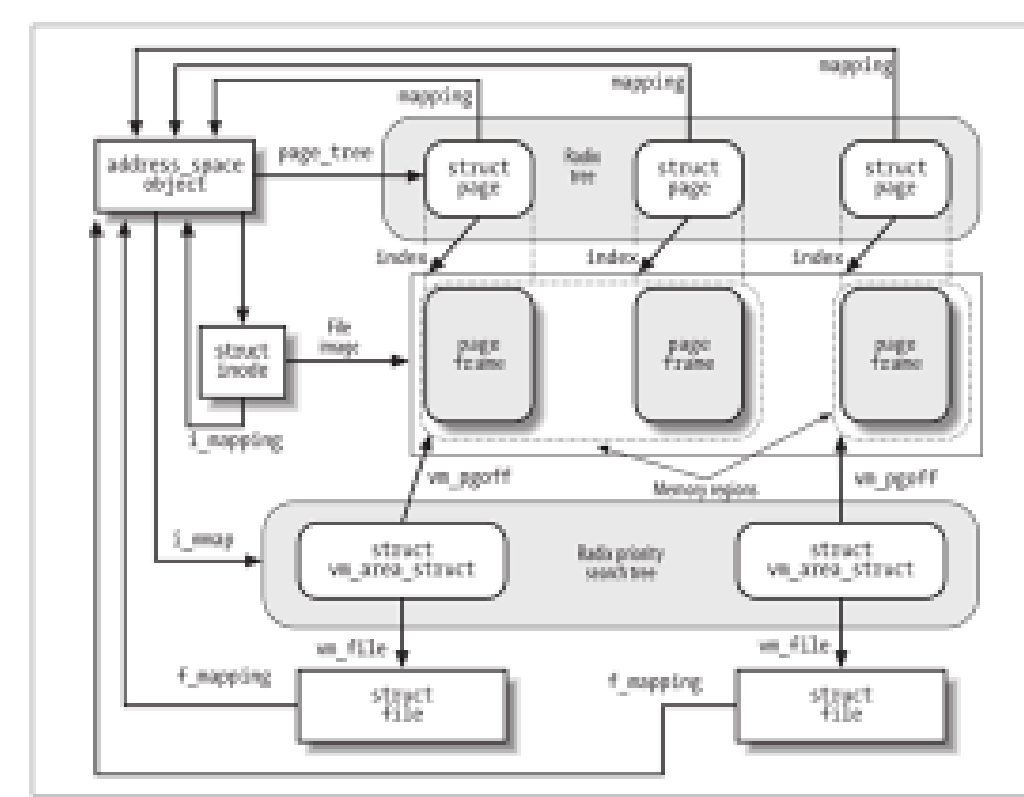 mapping
mapping
mapping
address_space
object
page_tree
struct
page
Radix
tree
struct
page
struct
page
index
index
index
struct
inode
File
image
page
frame
page
frame
page
frame
i_mapping
vm_pgoff
Memory regions
vm_pgoff
i_mmap
struct
vm_area_struct
Radix priority
search tree
struct
vm_area_struct
vm_file
vm_file
f_mapping
f_mapping
struct
file
struct
file